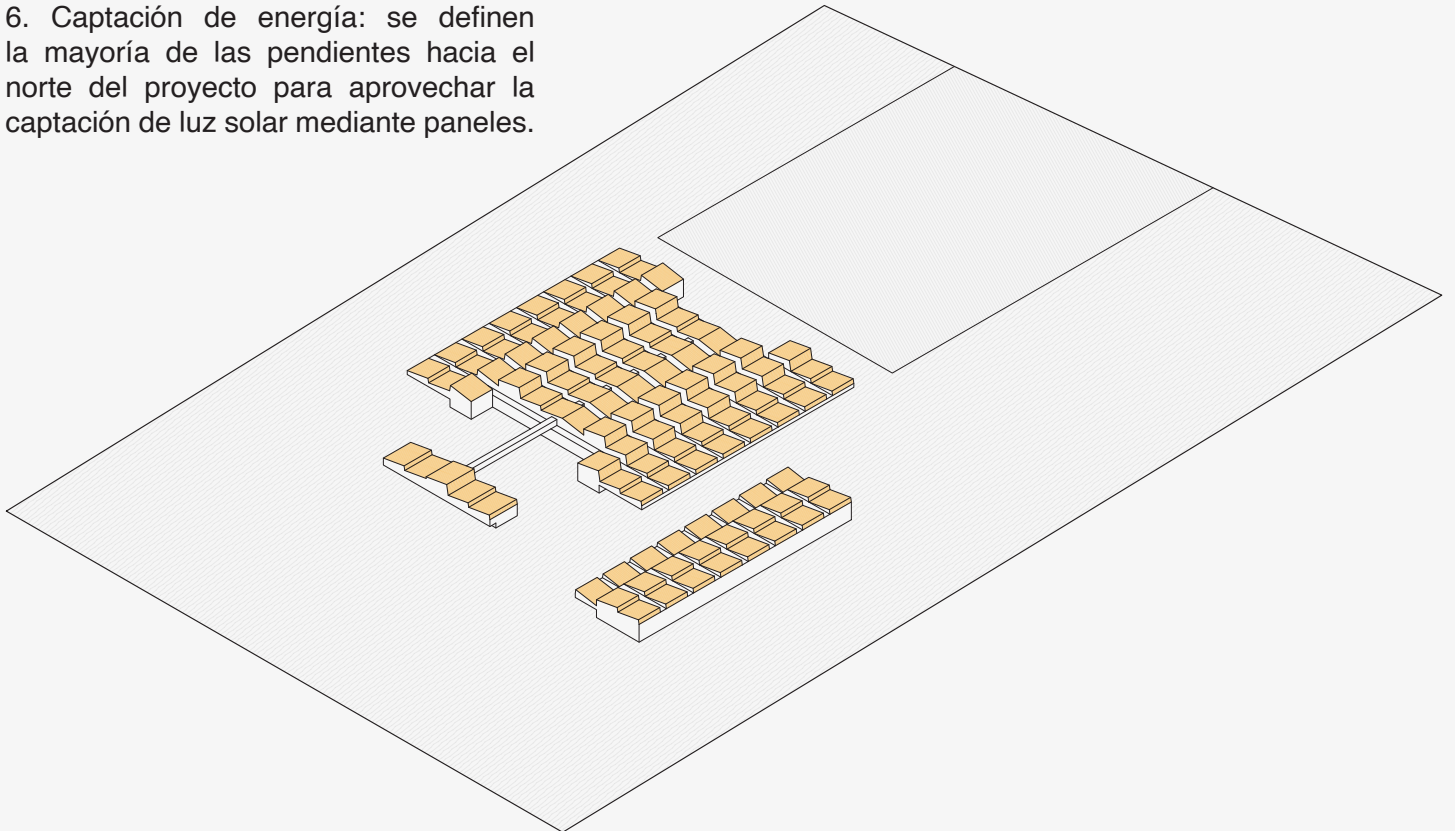 6. Captación de energía: se definen
la mayoría de las pendientes hacia el
norte del proyecto para aprovechar la
captación de luz solar mediante paneles.